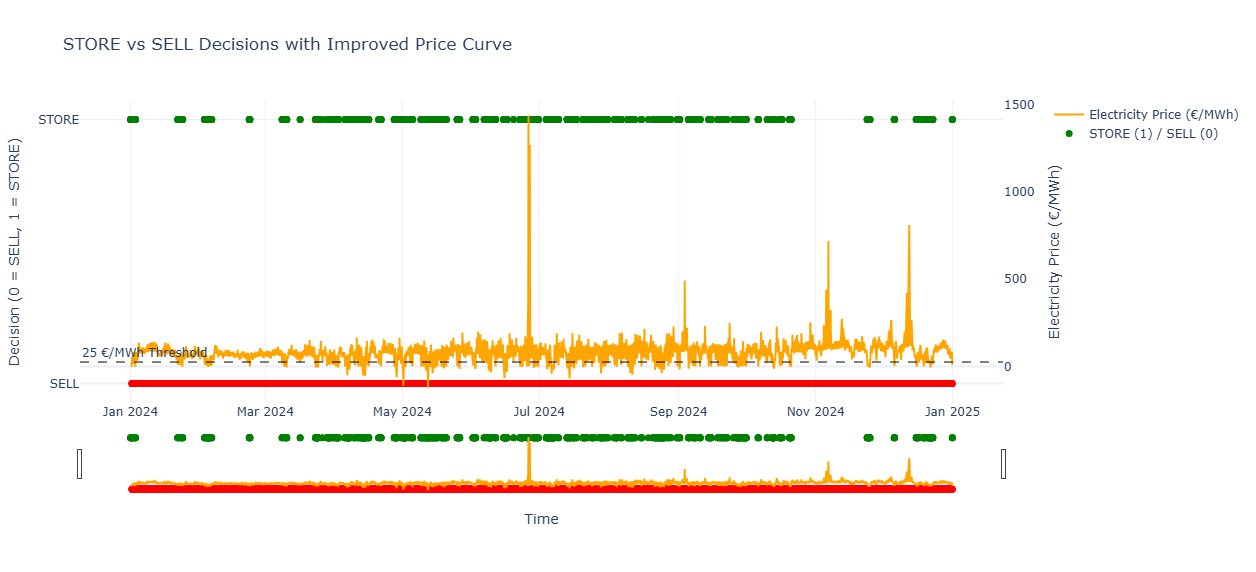 STORE vs SELL Decisions with Improved Price Curve
Decision (0 = SELL, 1 = STORE)
STORE
SELL
25 €/MWh Threshold
1500
1000
500
0
Electricity Price (€/MWh)
Electricity Price (€/MWh)
STORE (1) / SELL (0)
Jan 2024
Mar 2024
May 2024
Jul 2024
Sep 2024
Nov 2024
Jan 2025
Time